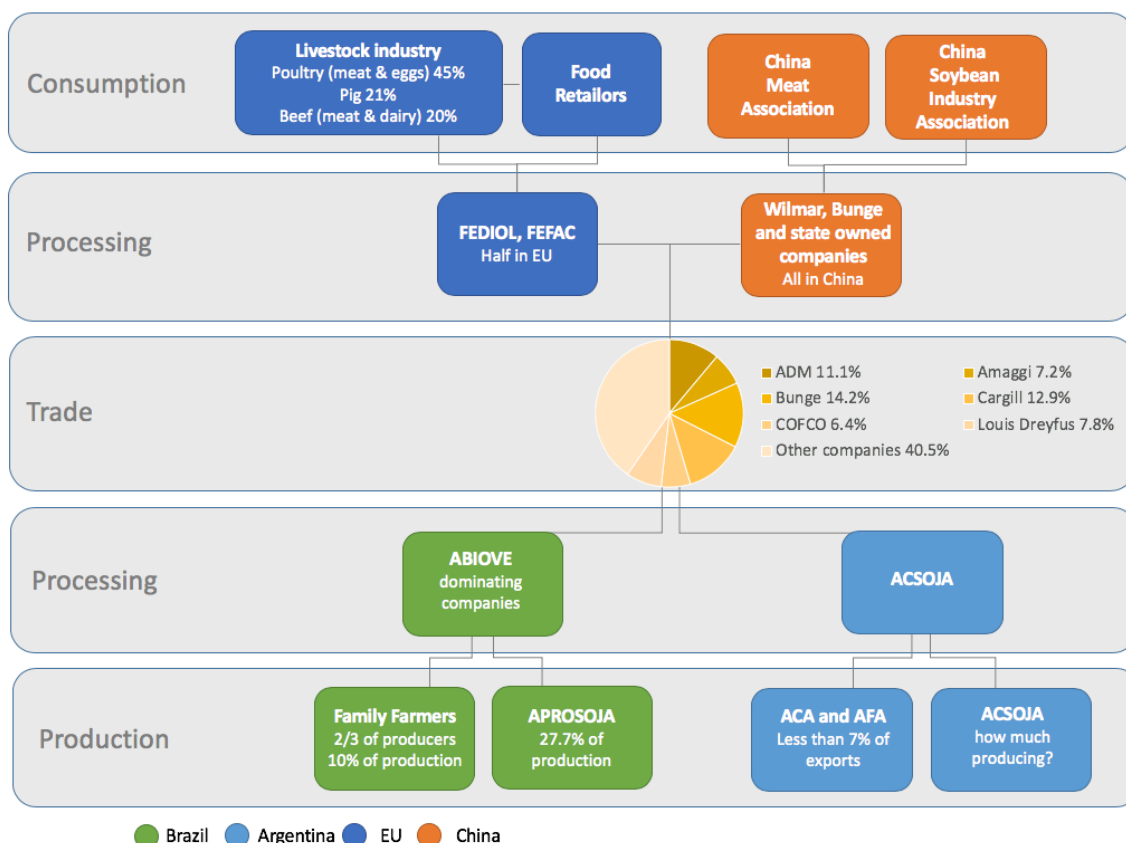 Consumption
Livestock industry
Poultry (meat & eggs) 45%
Pig 21%
Beef (meat & dairy) 20%
Food
Retailors
China
Meat
Association
China
Soybean
Industry
Association
Processing
FEDIOL, FEFAC
Half in EU
Wilmar, Bunge
and state owned
companies
All in China
Trade
ADM 11.1%
Amaggi 7.2%
Bunge 14.2%
Cargill 12.9%
COFCO 6.4%
Louis Dreyfus 7.8%
Other companies 40.5%
Processing
ABIOVE
dominating
companies
ACSOJA
Production
Family Farmers
2/3 of producers
10% of production
APROSOJA
27.7% of
production
ACA and AFA
Less than 7% of
exports
ACSOJA
how much
producing?
Brazil
Argentina
EU
China